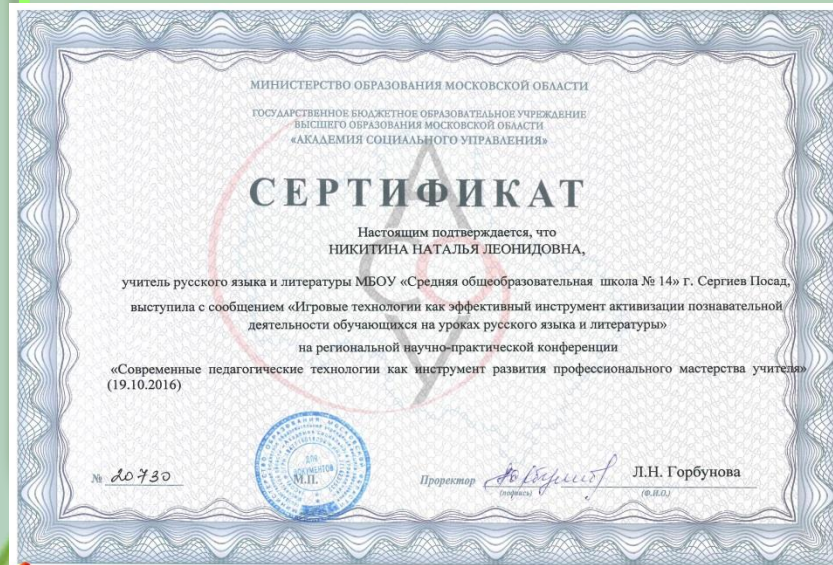 МИНИСТЕРСТВО ОБРАЗОВАНИЯ МОСКОВСКОЙ ОБЛАСТИ
ГОСУДАРСТВЕННОЕ БЮДЖЕТНОЕ ОБРАЗОВАТЕЛЬНОЕ УЧРЕЖДЕНИЕ
ВЫСШЕГО ОБРАЗОВАНИЯ МОСКОВСКОЙ ОБЛАСТИ
«АКАДЕМИЯ СОЦИАЛЬНОГО УПРАВЛЕНИЯ»
СЕРТИФИКАТ
Настоящим подтверждается, что
НИКИТИНА НАТАЛЬЯ ЛЕОНИДОВНА,
учитель русского языка и литературы МБОУ «Средняя общеобразовательная школа № 14» г. Сергиев Посад,
выступила с сообщением «Игровые технологии как эффективный инструмент активизации познавательной
деятельности обучающихся на уроках русского языка и литературы»
на региональной научно-практической конференции
«Современные педагогические технологии как инструмент развития профессионального мастерства учителя»
(19.10.2016)
ДЛЯ
ДОКУМЕНТОВ
№ 20730
М.П.
Проректор
Л.Н. Горбунова
(подпись)
(Ф.И.О.)